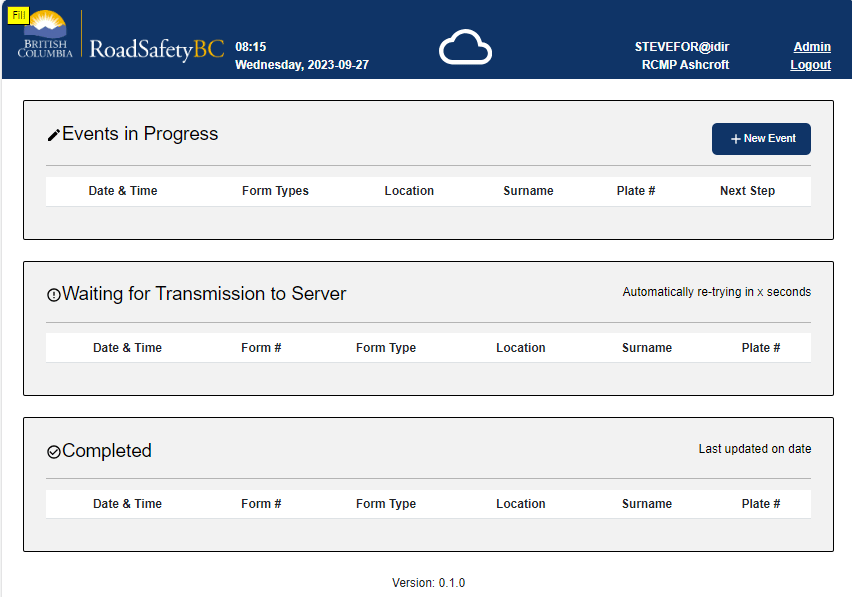 Fill
BRITISH
COLUMBIA
RoadSafetyBC
08:15
Wednesday, 2023-09-27
STEVEFOR@idir
RCMP Ashcroft
Admin
Logout
Events in Progress
+ New Event
Date & Time Form Types Location Surname Plate # Next Step
Waiting for Transmission to Server
Automatically re-trying in x seconds
Date & Time Form # Form Type Location Surname Plate #
Completed
Last updated on date
Date & Time Form # Form Type Location Surname Plate #
Version: 0.1.0